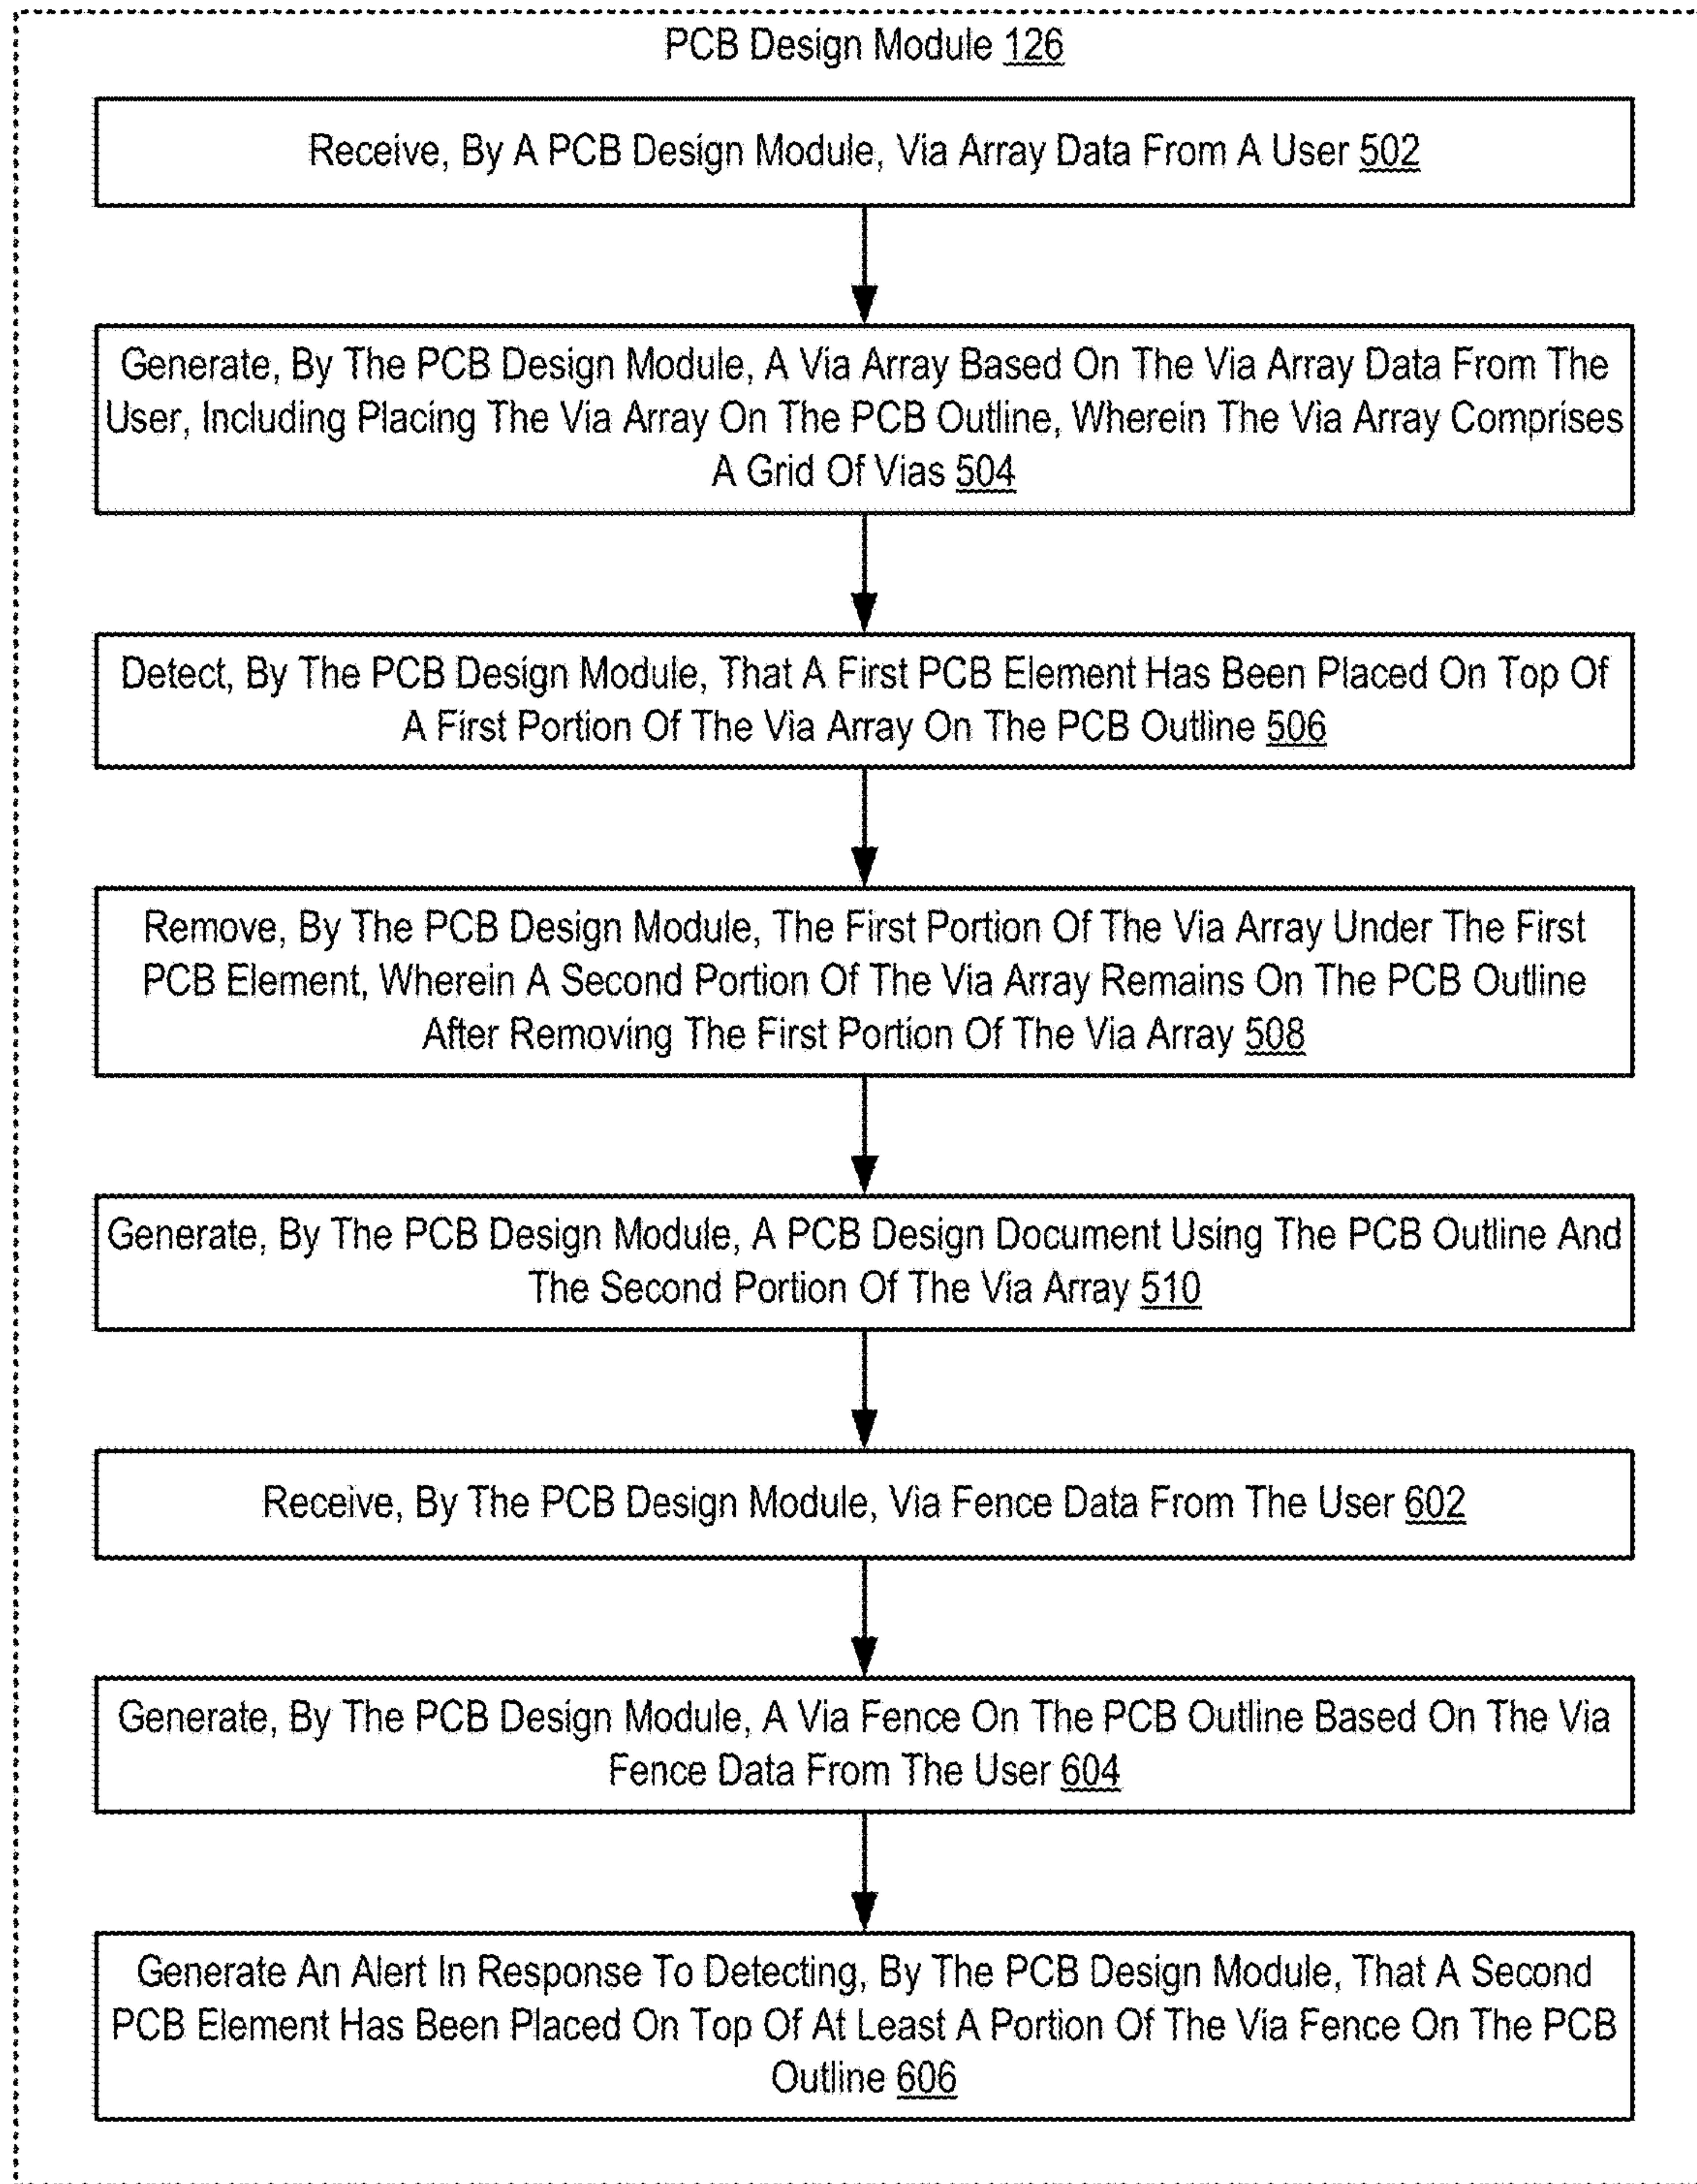 PCB Design Module 126
Receive, By A PCB Design Module, Via Array Data From A User 502
Generate, By The PCB Design Module, A Via Array Based On The Via Array Data From The
User, Including Placing The Via Array On The PCB Outline, Wherein The Via Array Comprises
A Grid Of Vias 504
Detect, By The PCB Design Module, That A First PCB Element Has Been Placed On Top Of
A First Portion Of The Via Array On The PCB Outline 506
Remove, By The PCB Design Module, The First Portion Of The Via Array Under The First
PCB Element, Wherein A Second Portion Of The Via Array Remains On The PCB Outline
After Removing The First Portion Of The Via Array 508
Generate, By The PCB Design Module, A PCB Design Document Using The PCB Outline And
The Second Portion Of The Via Array 510
Receive, By The PCB Design Module, Via Fence Data From The User 602
Generate, By The PCB Design Module, A Via Fence On The PCB Outline Based On The Via
Fence Data From The User 604
Generate An Alert In Response To Detecting, By The PCB Design Module, That A Second
PCB Element Has Been Placed On Top Of At Least A Portion Of The Via Fence On The PCB
Outline 606